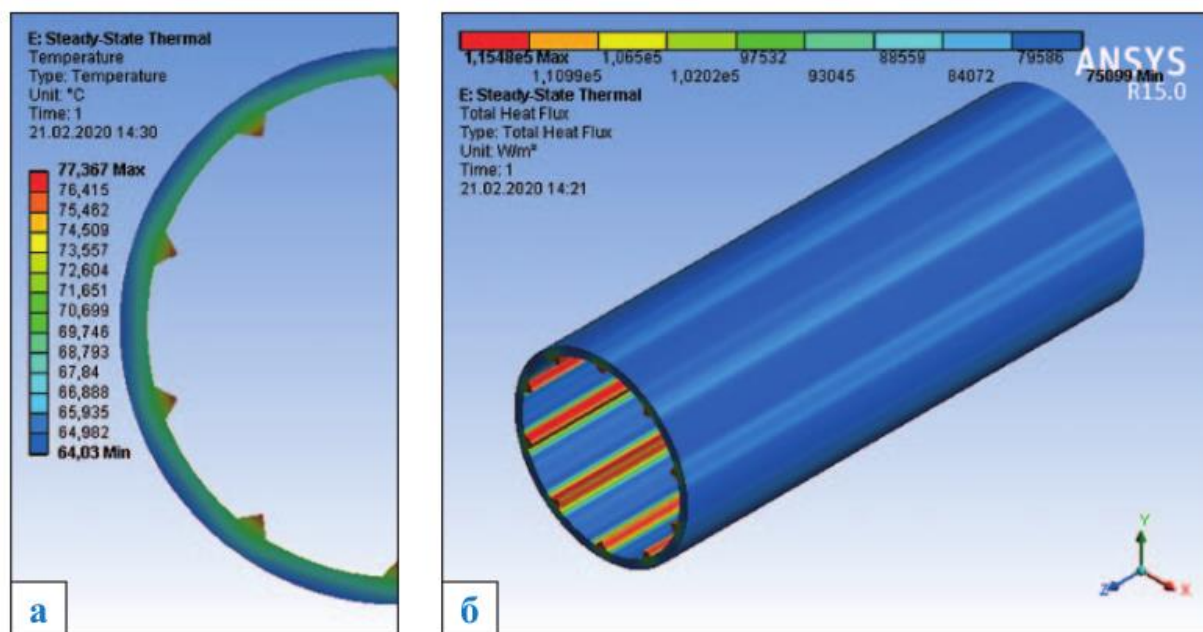 E: Steady-State Thermal
Temperature
Type: Temperature
Unit: °C
Time: 1
21.02.2020 14:30
77,367 Max
76,415
75,462
74,509
73,557
72,604
71,651
70,699
69,746
68,793
67,84
66,888
65,935
64,982
64,03 Min
а
1,1548e5 Max 1,065e5 97532 88559 79586
1,1099e5 1,0202e5 93045 84072 75099 Min
ANSYS
R15.0
E: Steady-State Thermal
Total Heat Flux
Type: Total Heat Flux
Unit: W/m²
Time: 1
21.02.2020 14:21
Y
Z
X
б